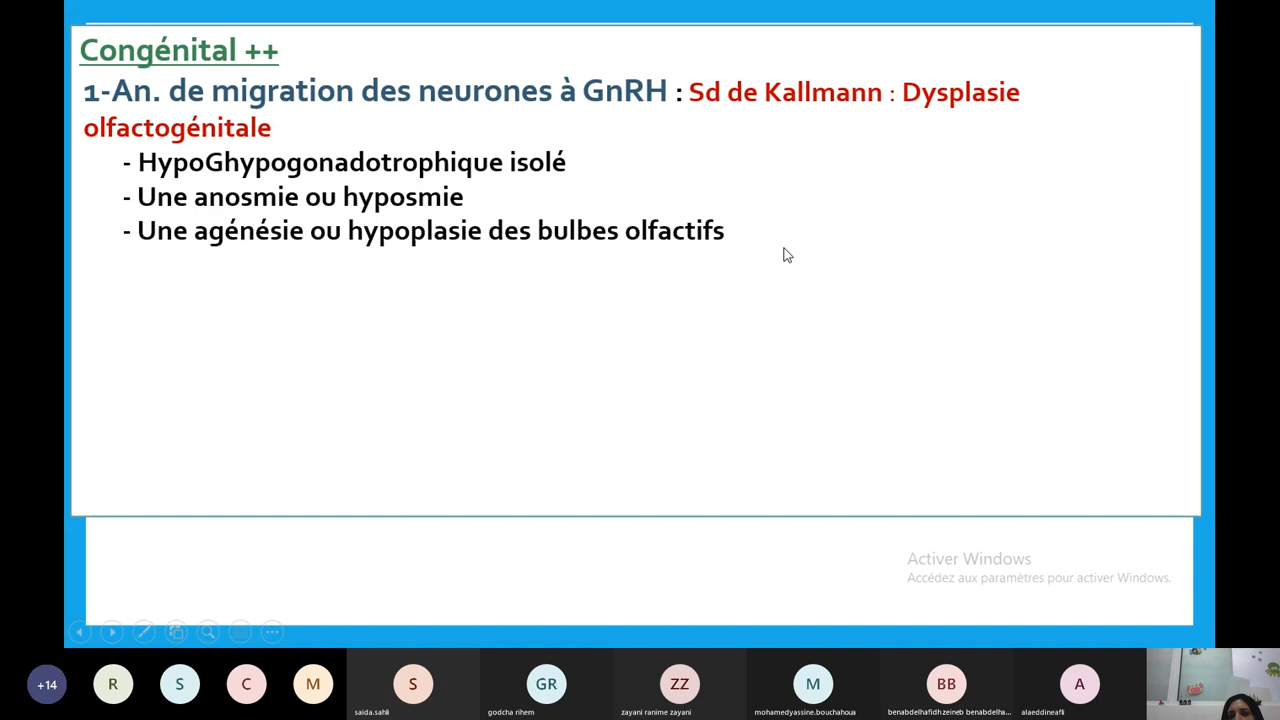 Congénital ++
1-An. de migration des neurones à GnRH : Sd de Kallmann : Dysplasie
olfactogénitale
- HypoGhypogonadotrophique isolé
- Une anosmie ou hyposmie
- Une agénésie ou hypoplasie des bulbes olfactifs
Activer Windows
Accédez aux paramètres pour activer Windows.
+14 R S C M S GR ZZ M BB A
saida.sahli godcha rihem zayani ranime zayani mohamedyassine.bouchahoua benabdelhafidhzeineb benabdelha... alaeddineafli